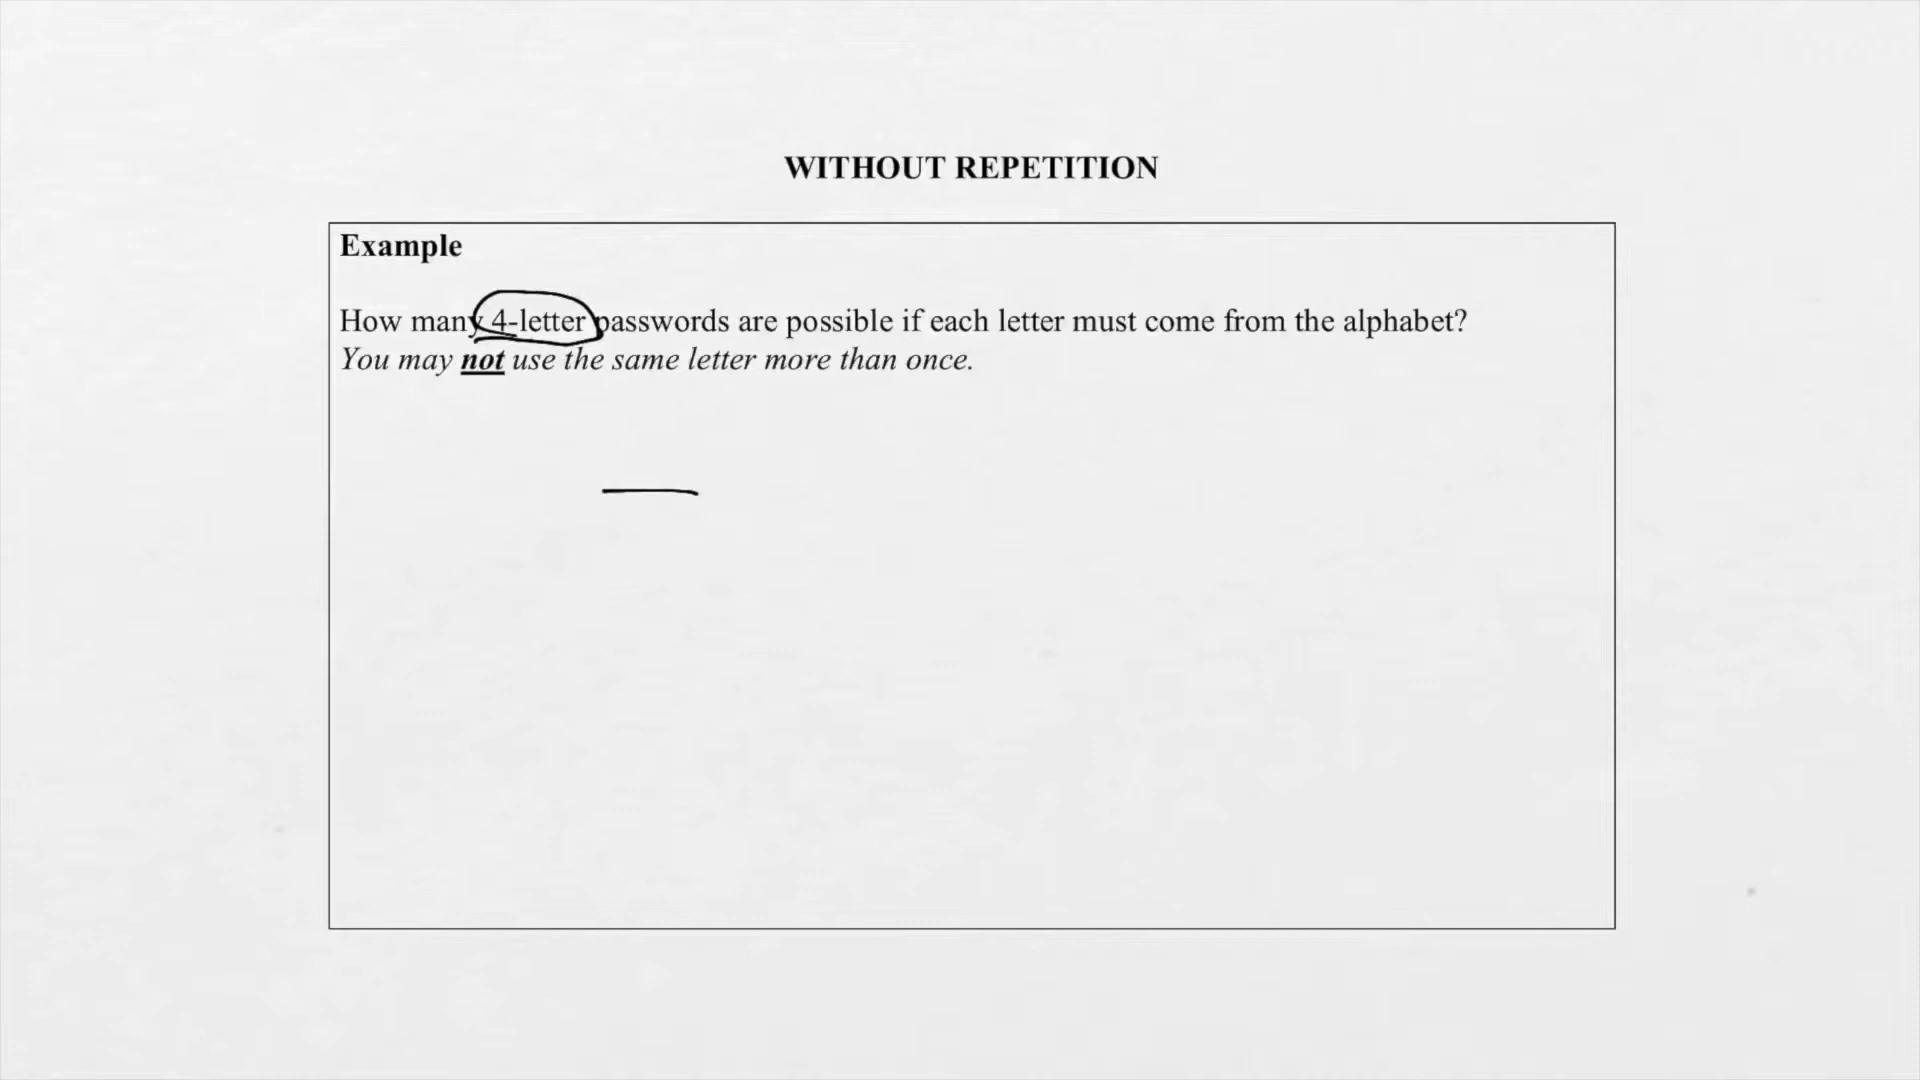 WITHOUT REPETITION
Example
How many 4-letter passwords are possible if each letter must come from the alphabet?
You may not use the same letter more than once.